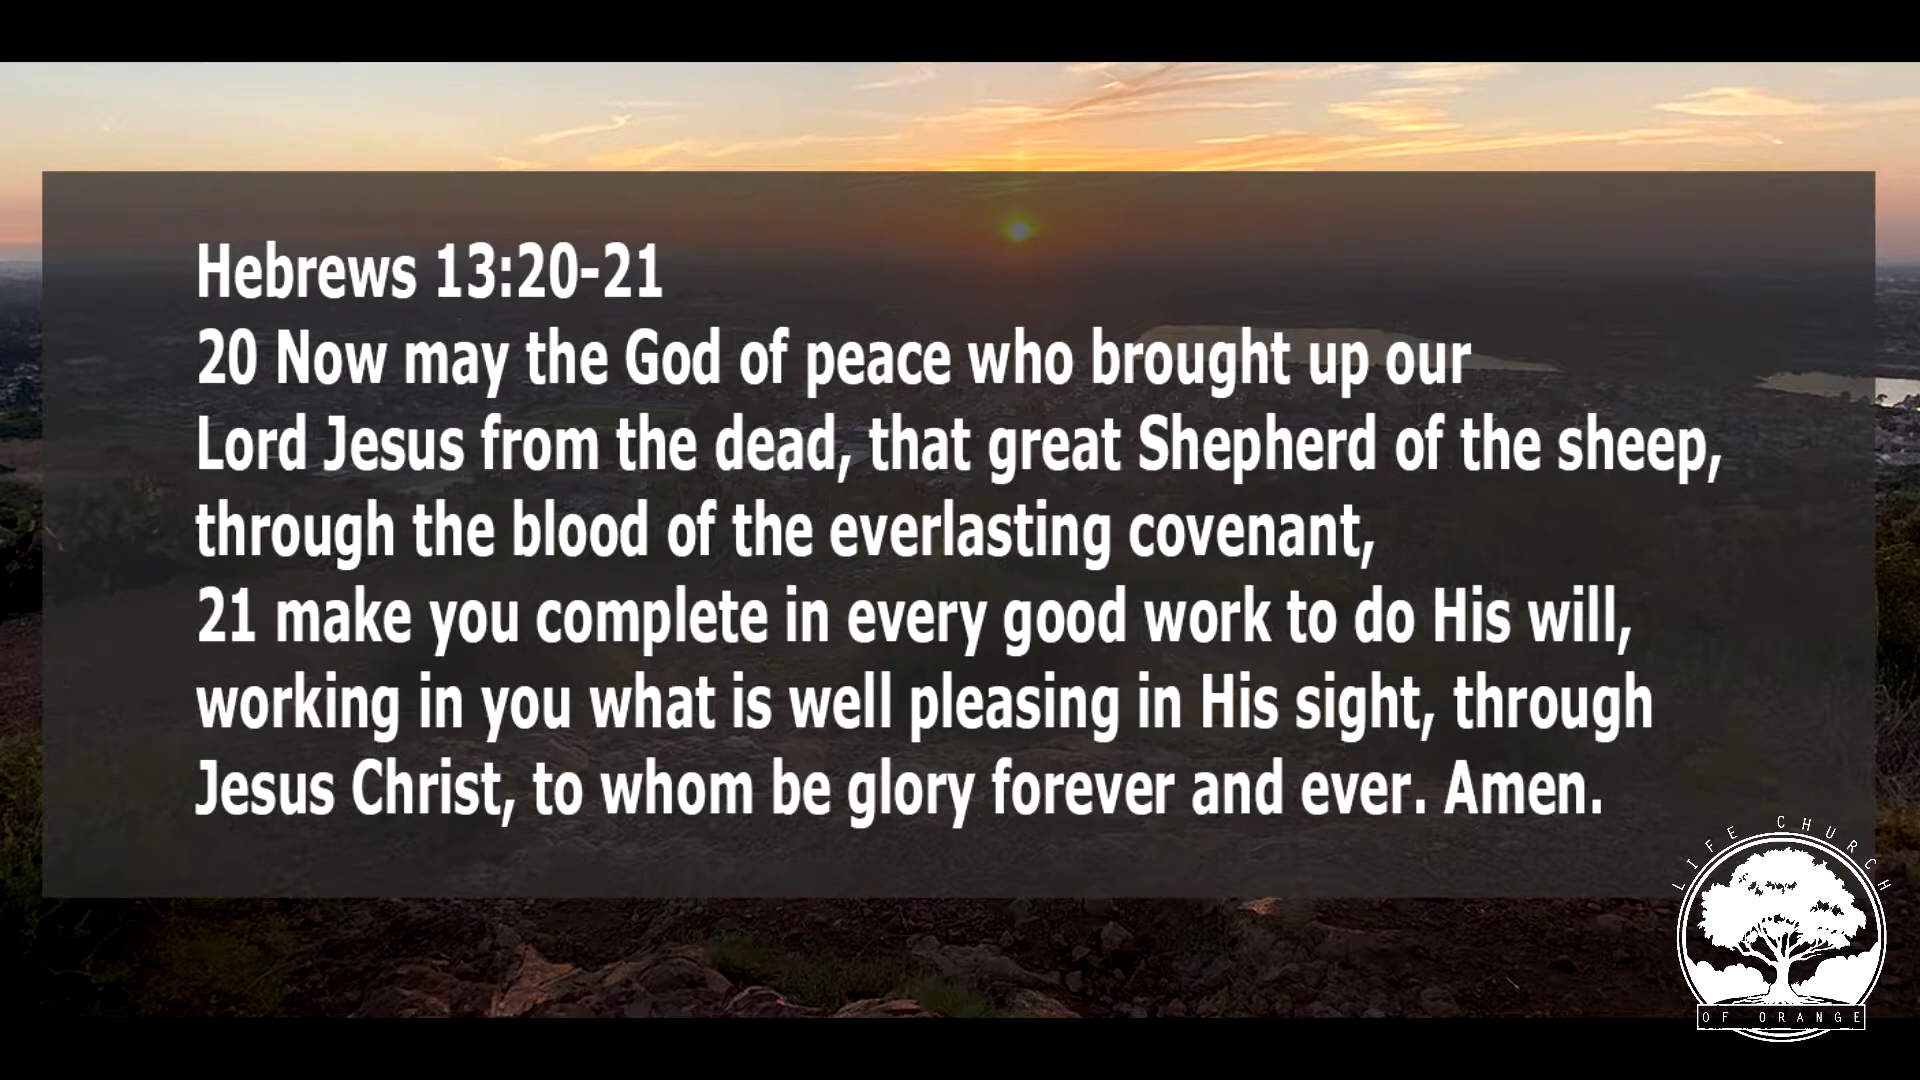 Hebrews 13:20-21
20 Now may the God of peace who brought up our
Lord Jesus from the dead, that great Shepherd of the sheep,
through the blood of the everlasting covenant,
21 make you complete in every good work to do His will,
working in you what is well pleasing in His sight, through
Jesus Christ, to whom be glory forever and ever. Amen.
LIFE CHURCH
OF ORANGE